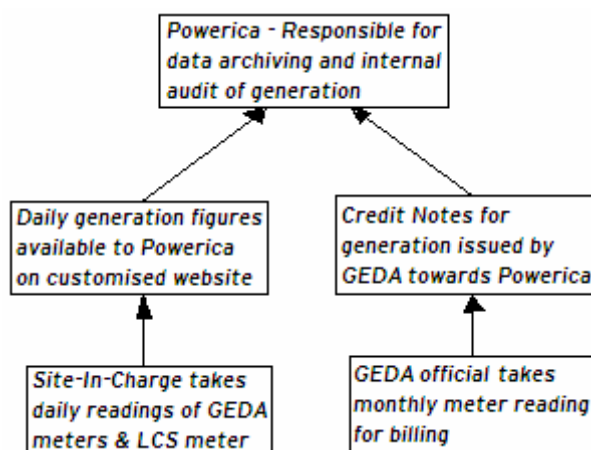 Powerica - Responsible for
data archiving and internal
audit of generation
Daily generation figures
available to Powerica
on customised website
Credit Notes for
generation issued by
GEDA towards Powerica
Site-In-Charge takes
daily readings of GEDA
meters & LCS meter
GEDA official takes
monthly meter reading
for billing